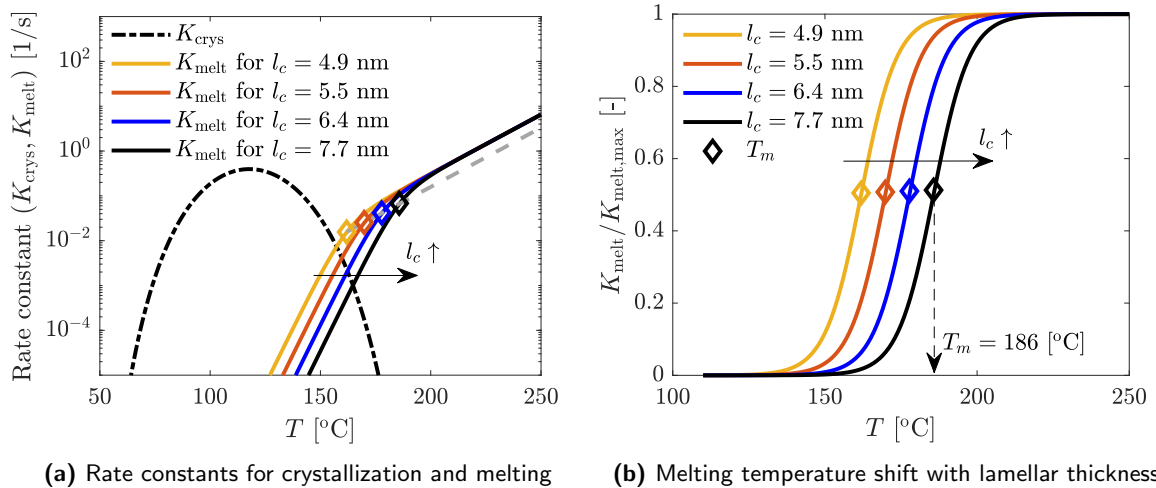 Rate constant (K_crys, K_melt) [1/s]
10^2
10^0
10^-2
10^-4
K_crys
K_melt for l_c = 4.9 nm
K_melt for l_c = 5.5 nm
K_melt for l_c = 6.4 nm
K_melt for l_c = 7.7 nm
l_c ↑
50 100 150 200 250
T [°C]
(a) Rate constants for crystallization and melting
K_melt/K_melt,max [-]
1
0.8
0.6
0.4
0.2
0
l_c = 4.9 nm
l_c = 5.5 nm
l_c = 6.4 nm
l_c = 7.7 nm
T_m
l_c ↑
T_m = 186 [°C]
100 150 200 250
T [°C]
(b) Melting temperature shift with lamellar thickness